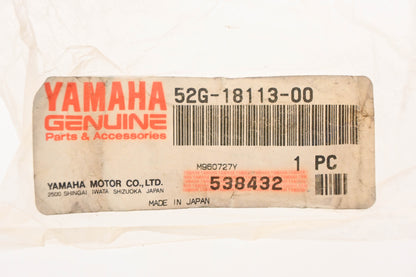 YAMAHA
GENUINE
Parts & Accessories
52G-18113-00
M960727Y
1 PC
YAMAHA MOTOR CO., LTD.
2500 SHINGAI IWATA SHIZUOKA JAPAN
538432
MADE IN JAPAN